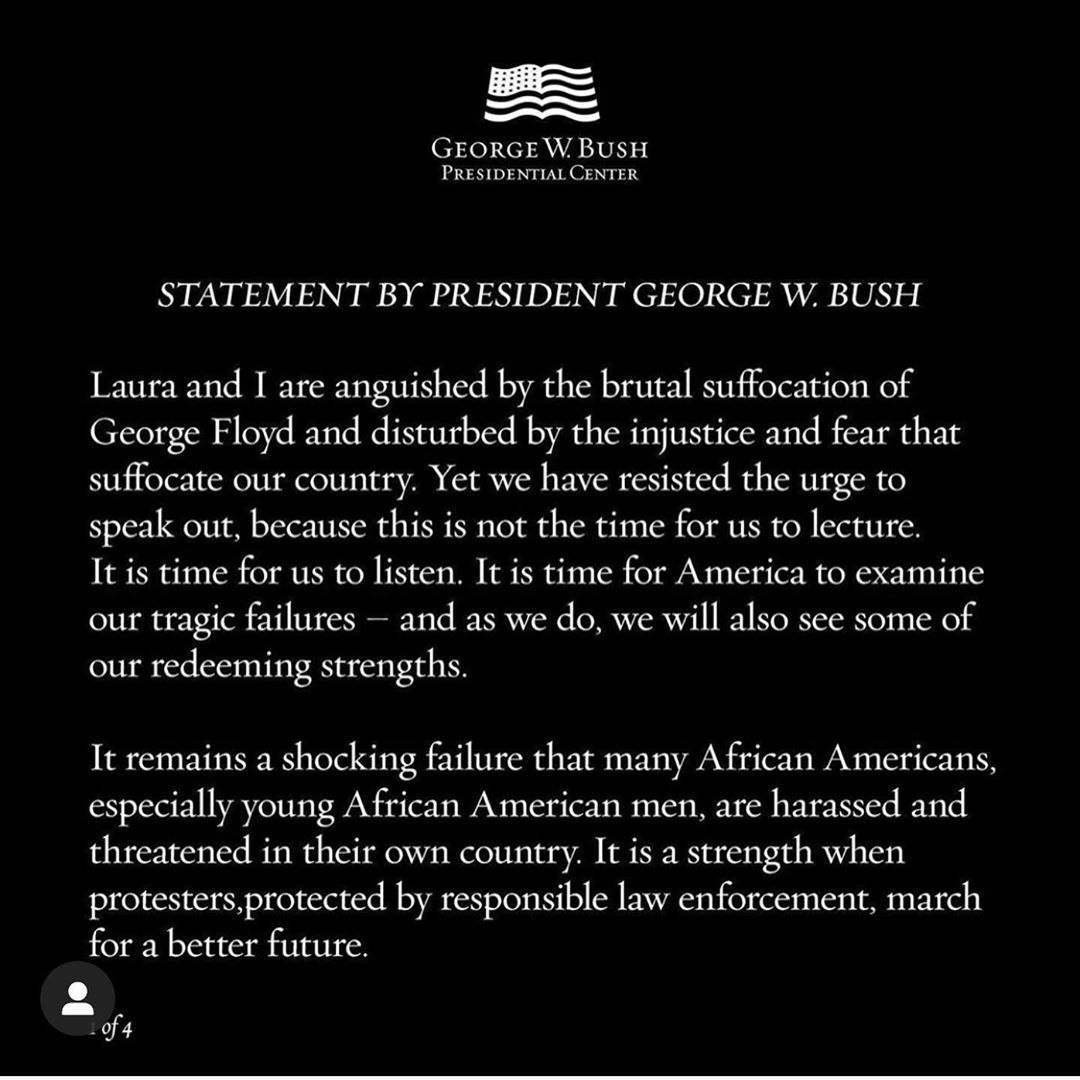 GEORGE W. BUSH
PRESIDENTIAL CENTER
STATEMENT BY PRESIDENT GEORGE W. BUSH
Laura and I are anguished by the brutal suffocation of
George Floyd and disturbed by the injustice and fear that
suffocate our country. Yet we have resisted the urge to
speak out, because this is not the time for us to lecture.
It is time for us to listen. It is time for America to examine
our tragic failures – and as we do, we will also see some of
our redeeming strengths.
It remains a shocking failure that many African Americans,
especially young African American men, are harassed and
threatened in their own country. It is a strength when
protesters,protected by responsible law enforcement, march
for a better future.
1 of 4